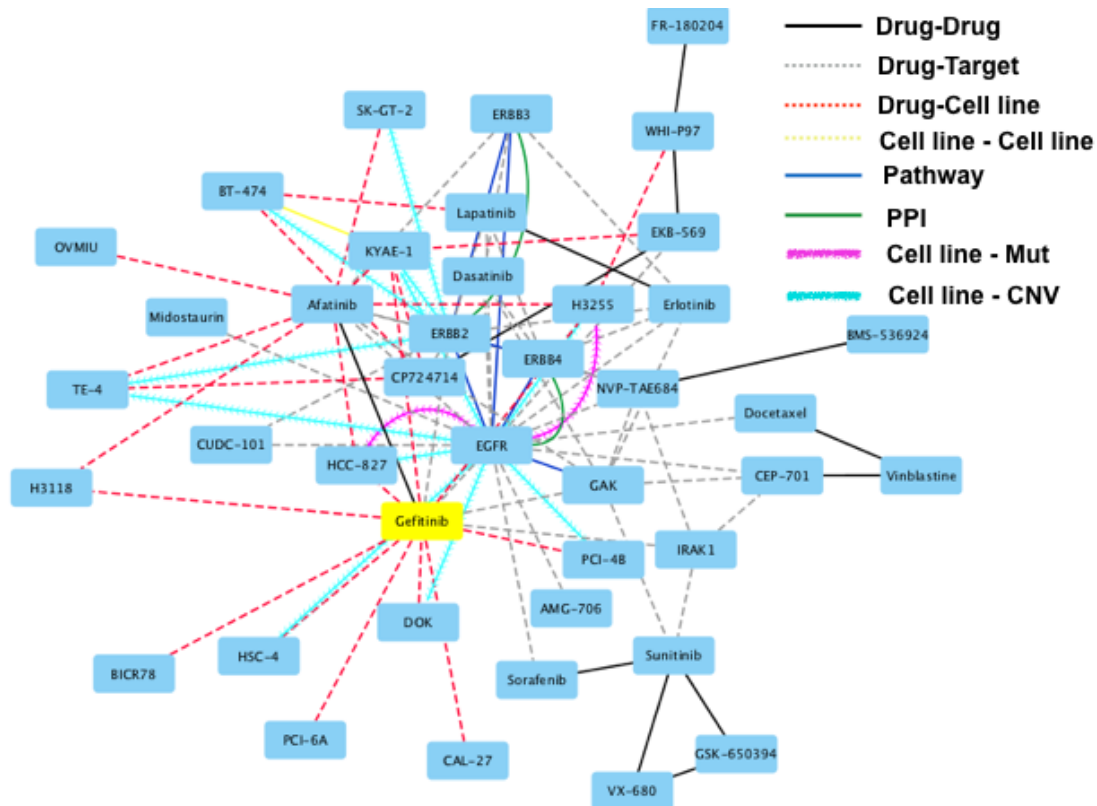 FR-180204
Drug-Drug
Drug-Target
SK-GT-2
ERBB3
Drug-Cell line
WHI-P97
Cell line - Cell line
Pathway
BT-474
Lapatinib
PPI
OVMIU
KYAE-1
EKB-569
Cell line - Mut
Dasatinib
Cell line - CNV
Midostaurin
Afatinib
H3255
Erlotinib
ERBB2
BMS-536924
ERBB4
TE-4
CP724714
NVP-TAE684
Docetaxel
CUDC-101
EGFR
HCC-827
H3118
GAK
CEP-701
Vinblastine
Gefitinib
PCI-4B
IRAK1
AMG-706
DOK
HSC-4
Sunitinib
BICR78
Sorafenib
PCI-6A
CAL-27
GSK-650394
VX-680